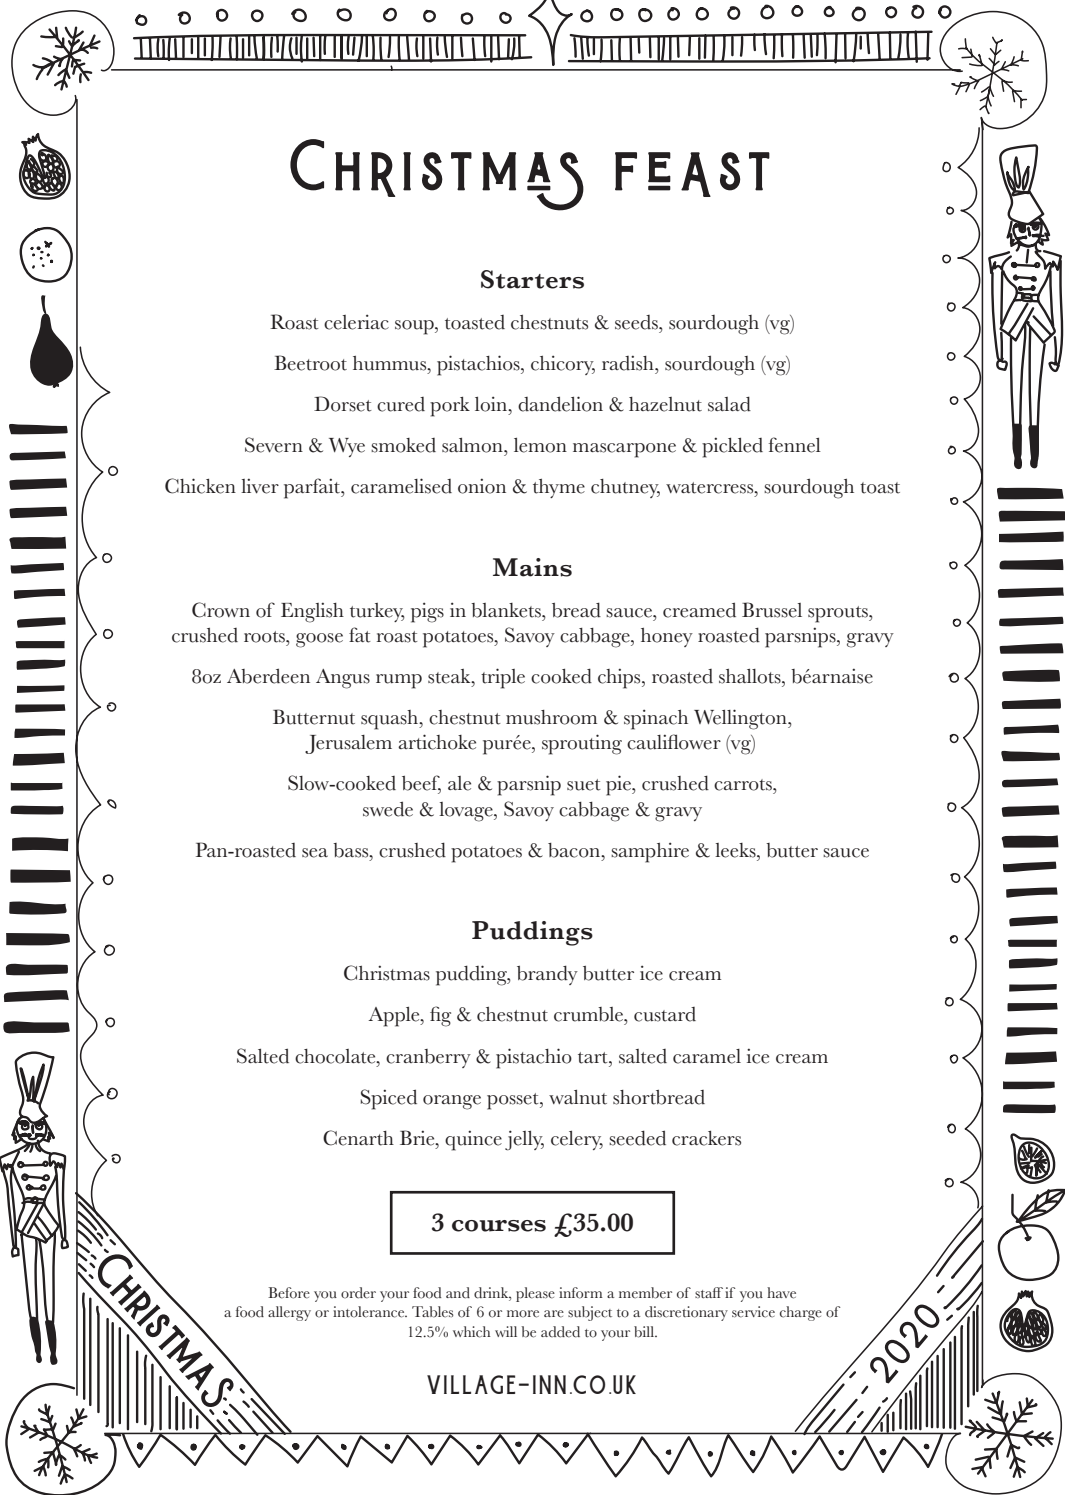 Christmas feast
Starters
Roast celeriac soup, toasted chestnuts & seeds, sourdough (vg)
Beetroot hummus, pistachios, chicory, radish, sourdough (vg)
Dorset cured pork loin, dandelion & hazelnut salad
Severn & Wye smoked salmon, lemon mascarpone & pickled fennel
Chicken liver parfait, caramelised onion & thyme chutney, watercress, sourdough toast
Mains
Crown of English turkey, pigs in blankets, bread sauce, creamed Brussel sprouts,
crushed roots, goose fat roast potatoes, Savoy cabbage, honey roasted parsnips, gravy
8oz Aberdeen Angus rump steak, triple cooked chips, roasted shallots, béarnaise
Butternut squash, chestnut mushroom & spinach Wellington,
Jerusalem artichoke purée, sprouting cauliflower (vg)
Slow-cooked beef, ale & parsnip suet pie, crushed carrots,
swede & lovage, Savoy cabbage & gravy
Pan-roasted sea bass, crushed potatoes & bacon, samphire & leeks, butter sauce
Puddings
Christmas pudding, brandy butter ice cream
Apple, fig & chestnut crumble, custard
Salted chocolate, cranberry & pistachio tart, salted caramel ice cream
Spiced orange posset, walnut shortbread
Cenarth Brie, quince jelly, celery, seeded crackers
3 courses £35.00
Before you order your food and drink, please inform a member of staff if you have
a food allergy or intolerance. Tables of 6 or more are subject to a discretionary service charge of
12.5% which will be added to your bill.
CHRISTMAS
2020
VILLAGE-INN.CO.UK